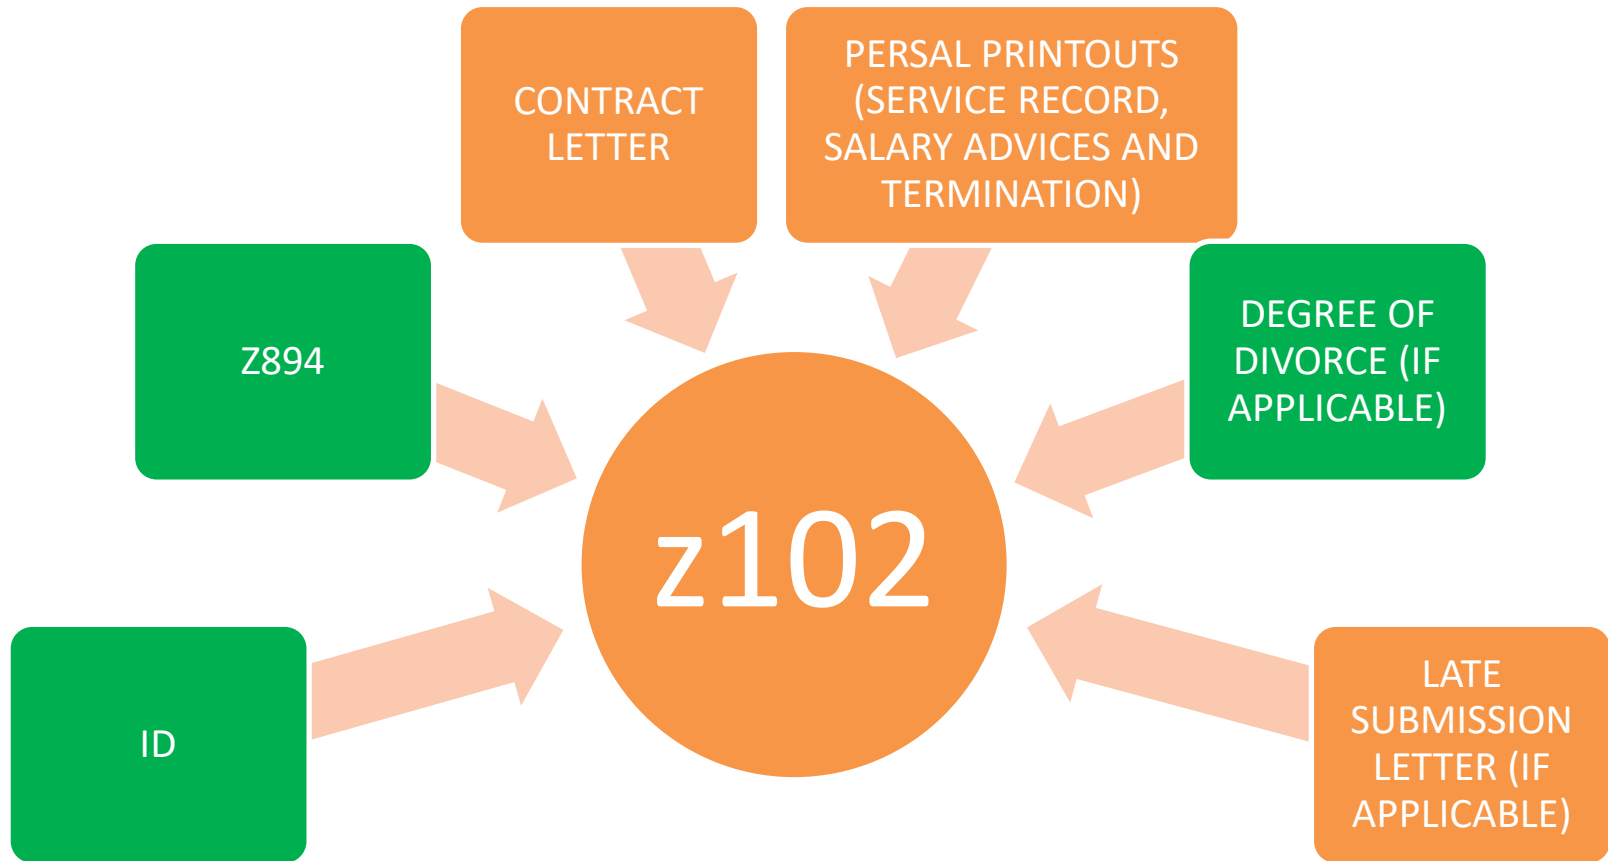 CONTRACT
LETTER
PERSAL PRINTOUTS
(SERVICE RECORD,
SALARY ADVICES AND
TERMINATION)
Z894
DEGREE OF
DIVORCE (IF
APPLICABLE)
z102
ID
LATE
SUBMISSION
LETTER (IF
APPLICABLE)